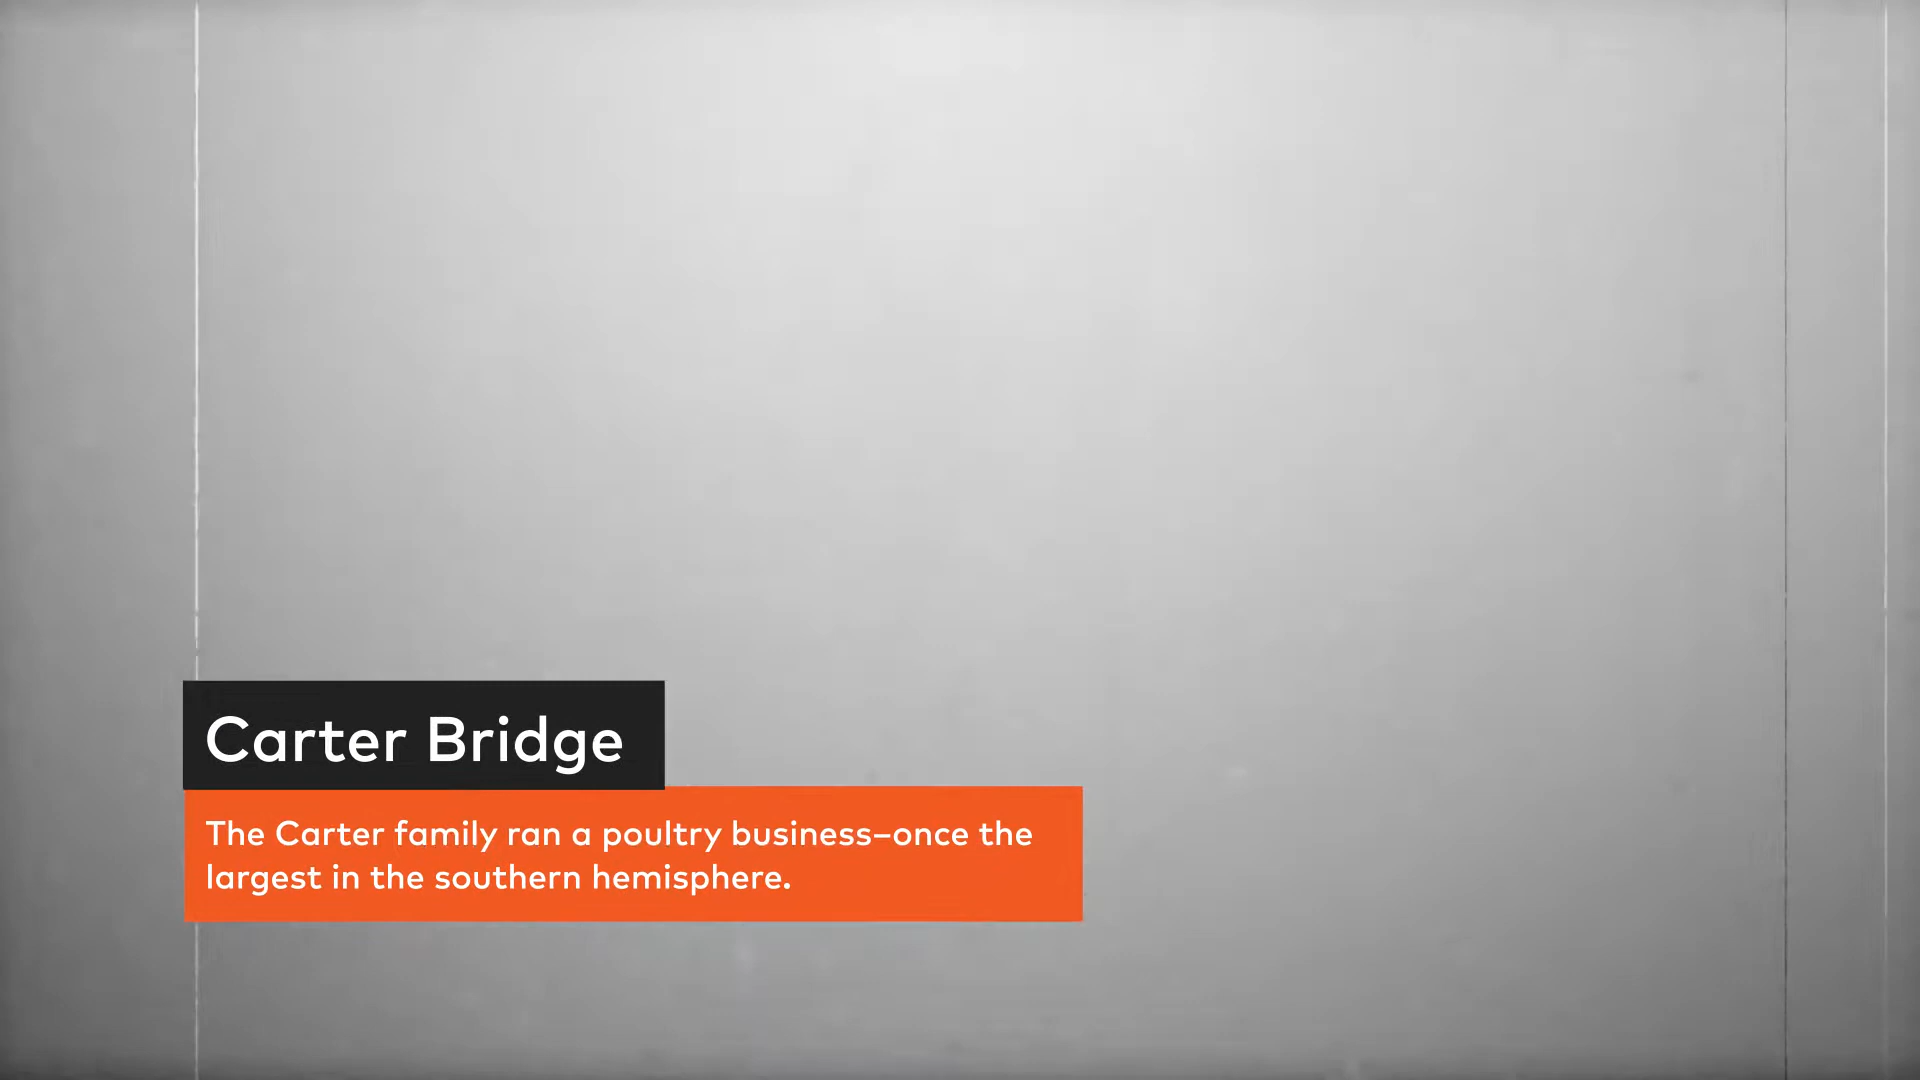 Carter Bridge
The Carter family ran a poultry business–once the
largest in the southern hemisphere.